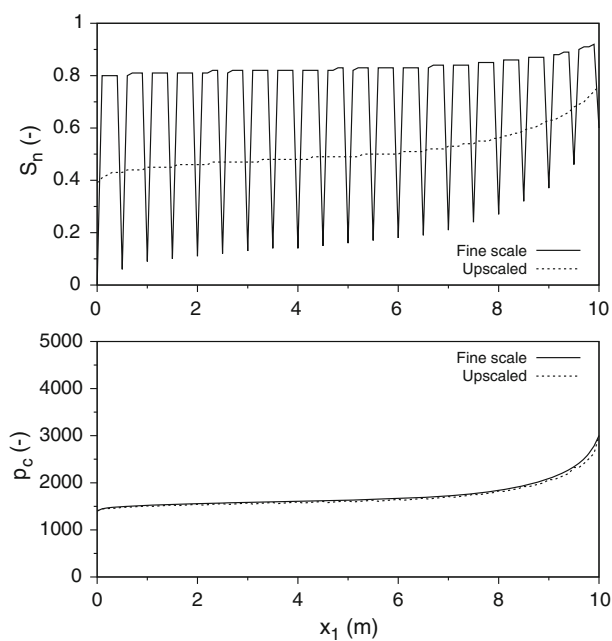 1
0.8
0.6
0.4
0.2
0
S_n (-)
Fine scale
Upscaled
0 2 4 6 8 10
5000
4000
3000
2000
1000
0
p_c (-)
Fine scale
Upscaled
0 2 4 6 8 10
x_1 (m)